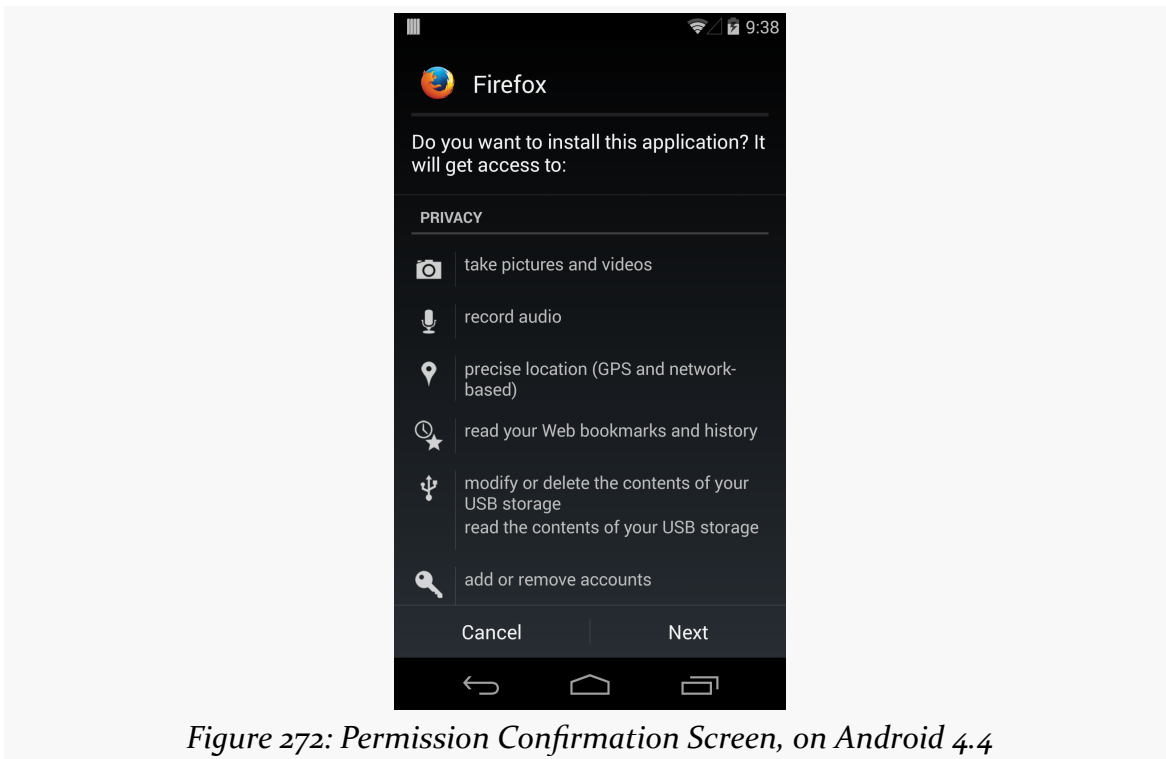 9:38
Firefox
Do you want to install this application? It
will get access to:
PRIVACY
take pictures and videos
record audio
precise location (GPS and network-
based)
read your Web bookmarks and history
modify or delete the contents of your
USB storage
read the contents of your USB storage
add or remove accounts
Cancel Next
Figure 272: Permission Confirmation Screen, on Android 4.4